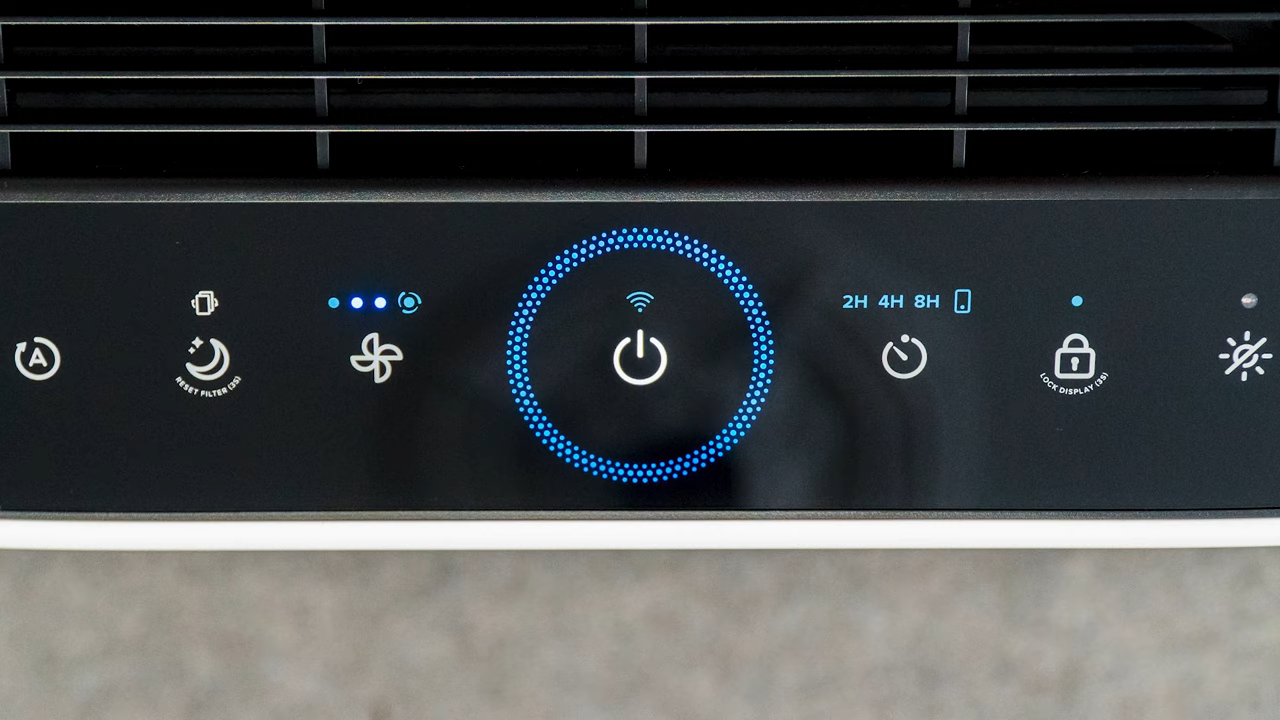 2H 4H 8H
A
RESET FILTER (3S)
LOCK DISPLAY (3S)